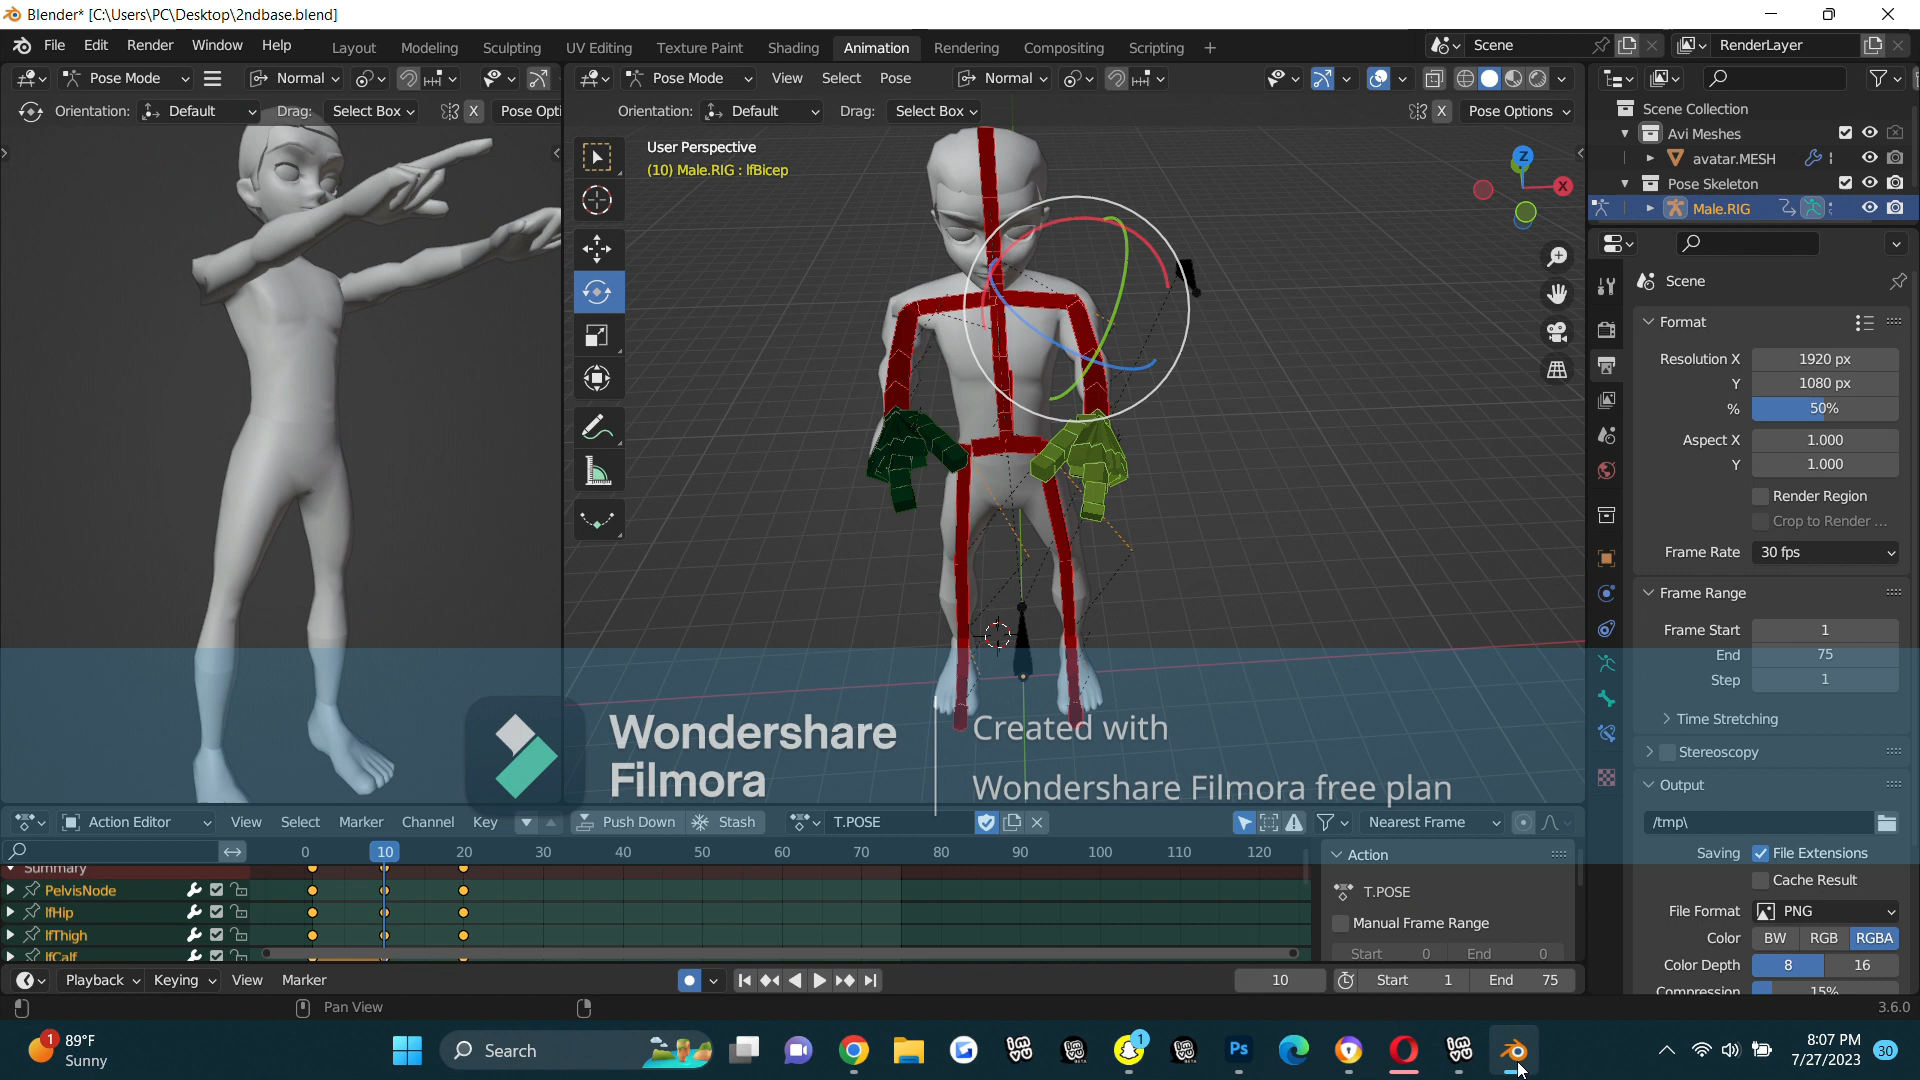 Blender* [C:\Users\PC\Desktop\2ndbase.blend]
File Edit Render Window Help Layout Modeling Sculpting UV Editing Texture Paint Shading Animation Rendering Compositing Scripting + Scene RenderLayer
Pose Mode Normal Pose Mode View Select Pose Normal
Orientation: Default Drag: Select Box X Pose Opti Orientation: Default Drag: Select Box X Pose Options
User Perspective
(10) Male.RIG : lfBicep
Z
X
Scene Collection
Avi Meshes
avatar.MESH
Pose Skeleton
Male.RIG
Scene
Format
Resolution X 1920 px
Y 1080 px
% 50%
Aspect X 1.000
Y 1.000
Render Region
Crop to Render ...
Frame Rate 30 fps
Frame Range
Frame Start 1
End 75
Step 1
Time Stretching
Stereoscopy
Output
/tmp\
Saving File Extensions
Cache Result
File Format PNG
Color BW RGB RGBA
Color Depth 8 16
Compression 15%
Wondershare
Filmora
Created with
Wondershare Filmora free plan
Action Editor View Select Marker Channel Key Push Down Stash T.POSE Nearest Frame
0 10 20 30 40 50 60 70 80 90 100 110 120
Summary
PelvisNode
lfHip
lfThigh
lfCalf
Action
T.POSE
Manual Frame Range
Start 0 End 0
Playback Keying View Marker 10 Start 1 End 75
Pan View 3.6.0
1 89°F
Sunny
Search
1
Ps
8:07 PM
7/27/2023
30